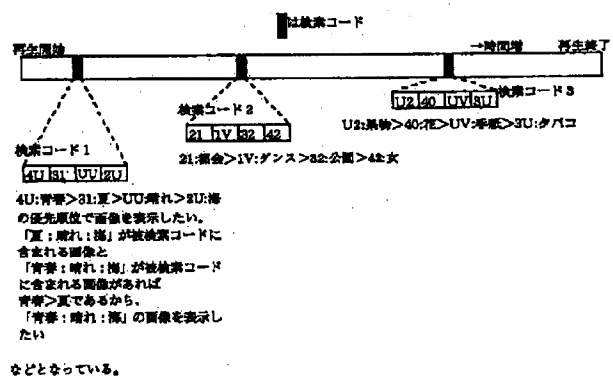 は検索コード
再生開始
→時間増
再生終了
検索コード1
4U 31 UU 2U
4U:青春>31:夏>UU:晴れ>2U:海
の優先順位で画像を表示したい。
「夏:晴れ:海」が被検索コードに
含まれる画像と
「青春:晴れ:海」が被検索コード
に含まれる画像があれば
青春>夏であるから、
「青春:晴れ:海」の画像を表示し
たい
検索コード2
21 1V 32 42
21:都会>1V:ダンス>32:公園>42:女
検索コード3
U2 40 UV 3U
U2:果物>40:花>UV:手紙>3U:タバコ
などとなっている。